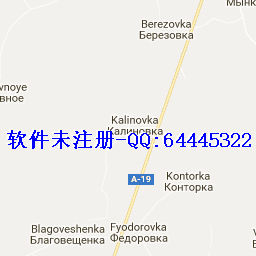 Мынк
Berezovka
Березовка
vnoye
вное
Kalinovka
Калиновка
软件未注册-QQ:64445322
A-19
Kontorka
Конторка
Blagoveshenka
Благовещенка
Fyodorovka
Федоровка